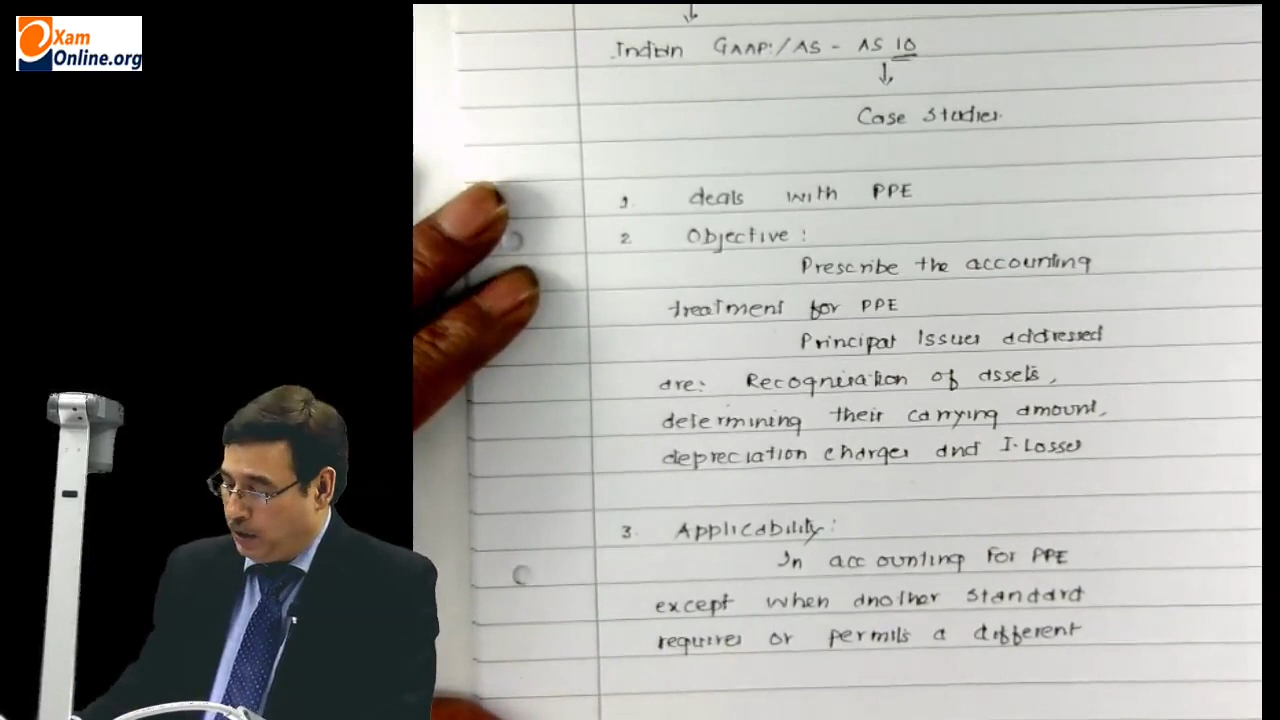 Xam
Online.org
Indian GAAP:/AS - AS 10
Case Studies.
1. deals with PPE
2. Objective:
Prescribe the accounting
treatment for PPE
Principal Issues addressed
are: Recognisation of assets,
determining their carrying amount,
depreciation charges and I. Losses
3. Applicability:
In accounting for PPE
except when another standard
requires or permits a different